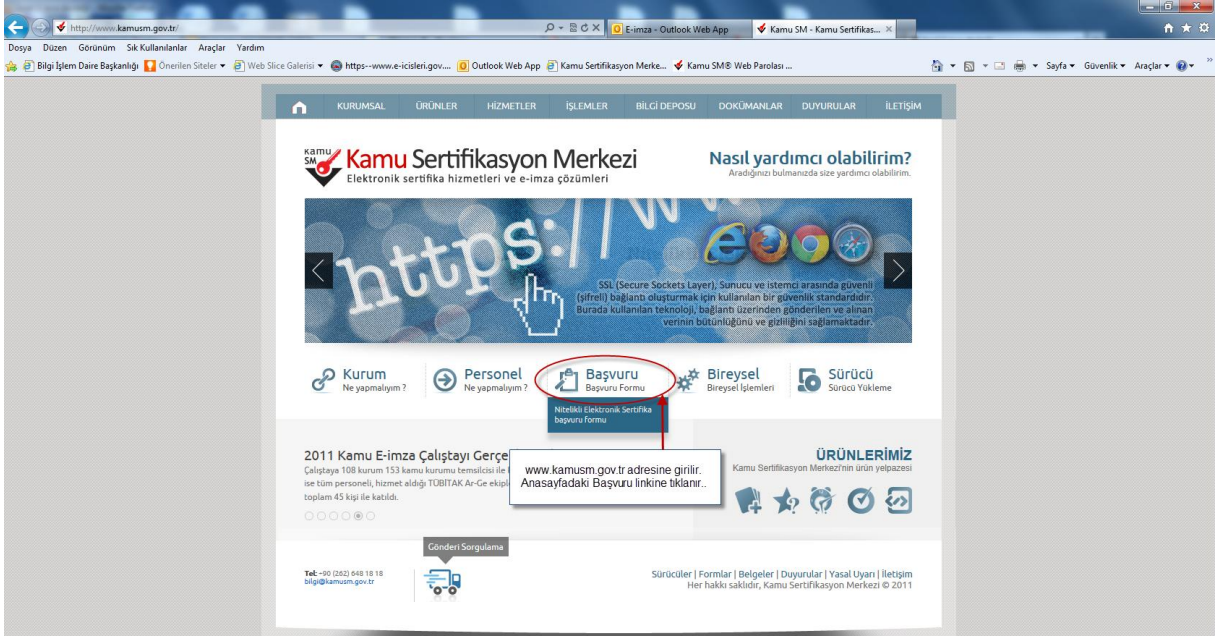 http://www.kamusm.gov.tr/
E-imza - Outlook Web App
Kamu SM - Kamu Sertifikas...
Dosya Düzen Görünüm Sık Kullanılanlar Araçlar Yardım
Bilgi İşlem Daire Başkanlığı Önerilen Siteler Web Slice Galerisi https--www.e-icisleri.gov.... Outlook Web App Kamu Sertifikasyon Merke... Kamu SM® Web Parolası ... Sayfa Güvenlik Araçlar
KURUMSAL ÜRÜNLER HİZMETLER İŞLEMLER BİLGİ DEPOSU DOKÜMANLAR DUYURULAR İLETİŞİM
Kamu SM
Kamu Sertifikasyon Merkezi
Elektronik sertifika hizmetleri ve e-imza çözümleri
Nasıl yardımcı olabilirim?
Aradığınızı bulmanızda size yardımcı olabilirim.
https://ww
SSL (Secure Sockets Layer), Sunucu ve istemci arasında güvenli
(şifreli) bağlantı oluşturmak için kullanılan bir güvenlik standardıdır.
Burada kullanılan teknoloji, bağlantı üzerinden gönderilen ve alınan
verinin bütünlüğünü ve gizliliğini sağlamaktadır.
Kurum
Ne yapmalıyım ?
Personel
Ne yapmalıyım ?
Başvuru
Başvuru Formu
Bireysel
Bireysel İşlemleri
Sürücü
Sürücü Yükleme
Nitelikli Elektronik Sertifika
başvuru formu
2011 Kamu E-imza Çalıştayı Gerçe
Çalıştaya 108 kurum 153 kamu kurumu temsilcisi ile
ise tüm personeli, hizmet aldığı TÜBİTAK Ar-Ge ekipl
toplam 45 kişi ile katıldı.
www.kamusm.gov.tr adresine girilir.
Anasayfadaki Başvuru linkine tıklanır..
ÜRÜNLERİMİZ
Kamu Sertifikasyon Merkezi'nin ürün yelpazesi
Gönderi Sorgulama
Tel: +90 (262) 648 18 18
bilgi@kamusm.gov.tr
Sürücüler | Formlar | Belgeler | Duyurular | Yasal Uyarı | İletişim
Her hakkı saklıdır, Kamu Sertifikasyon Merkezi © 2011